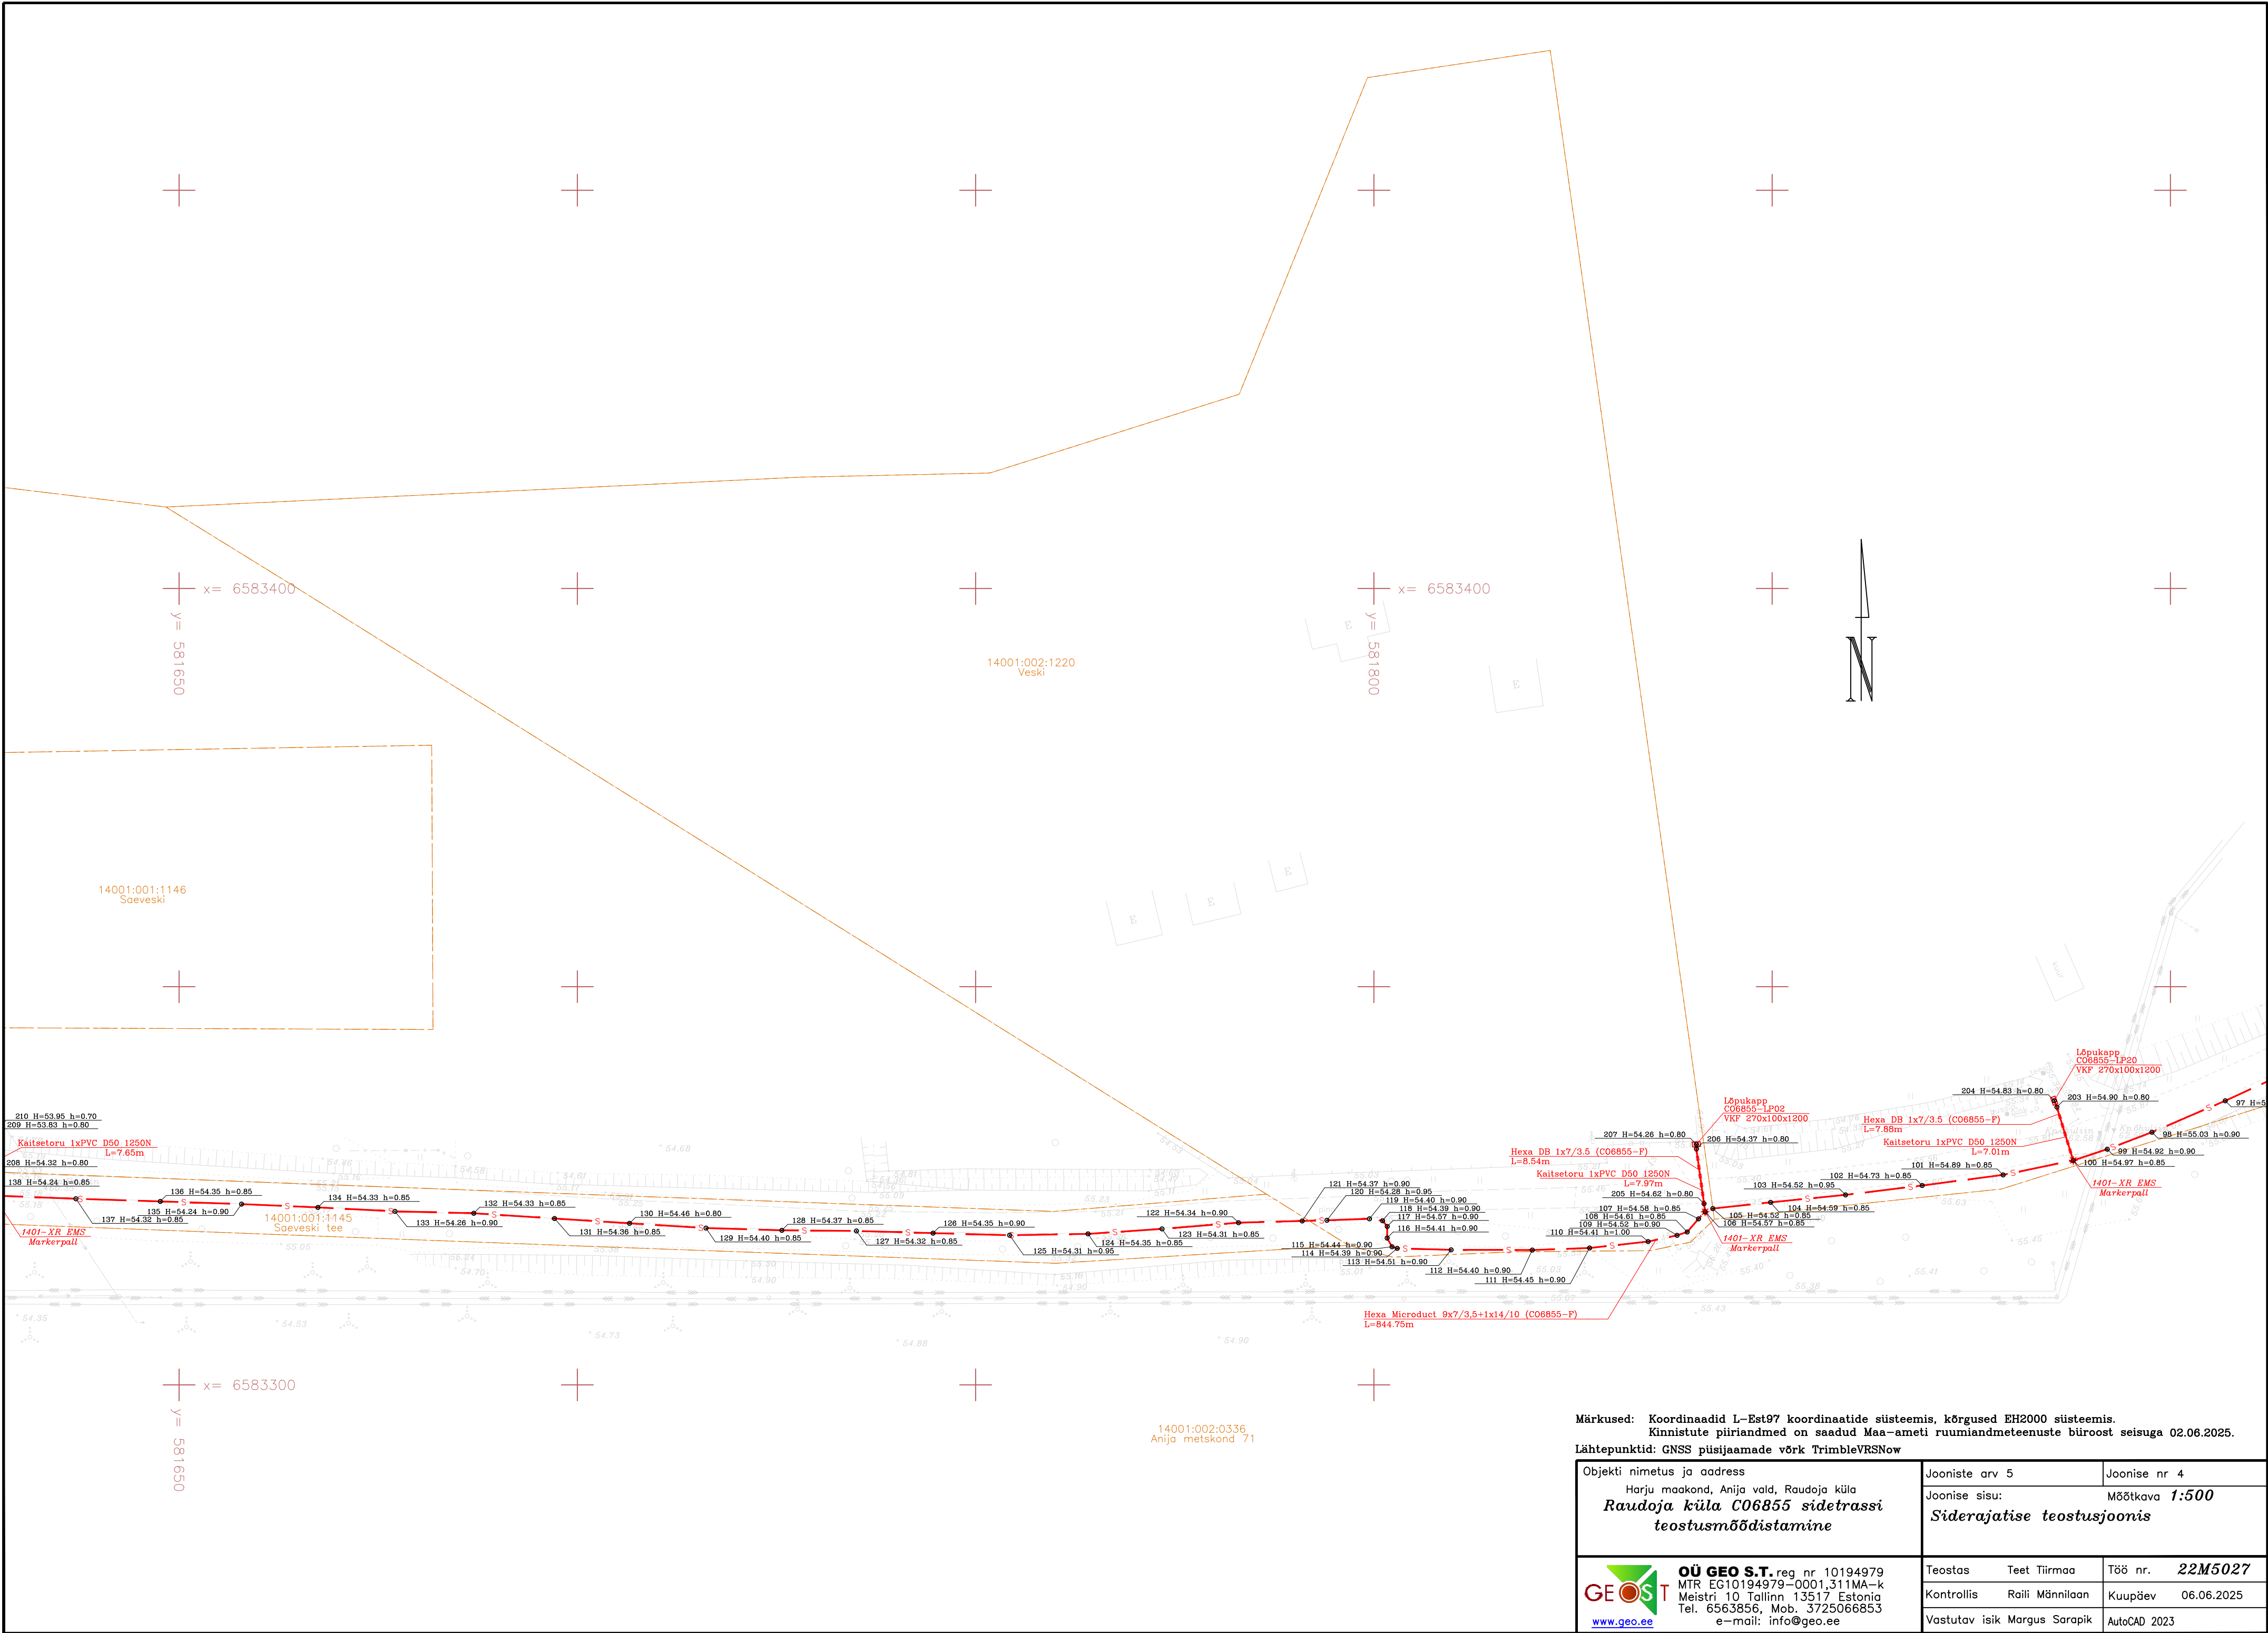 x= 6583400
x= 6583400
y= 581650
y= 581800
14001:002:1220
Veski
E
E
E
E
E
N
14001:001:1146
Saeveski
kuur
Lõpukapp
C06855-LP20
VKF 270x100x1200
204 H=54.83 h=0.80
203 H=54.90 h=0.80
97 H=5
Hexa DB 1x7/3.5 (C06855-F)
L=7.88m
Kaitsetoru 1xPVC D50 1250N
L=7.01m
98 H=55.03 h=0.90
99 H=54.92 h=0.90
100 H=54.97 h=0.85
1401-XR EMS
Markerpall
101 H=54.89 h=0.85
102 H=54.73 h=0.85
103 H=54.52 h=0.95
104 H=54.59 h=0.85
105 H=54.52 h=0.85
106 H=54.57 h=0.85
1401-XR EMS
Markerpall
Lõpukapp
C06855-LP02
VKF 270x100x1200
207 H=54.26 h=0.80
206 H=54.37 h=0.80
Hexa DB 1x7/3.5 (C06855-F)
L=8.54m
Kaitsetoru 1xPVC D50 1250N
L=7.97m
205 H=54.62 h=0.80
107 H=54.58 h=0.85
108 H=54.61 h=0.85
109 H=54.52 h=0.90
110 H=54.41 h=1.00
111 H=54.45 h=0.90
112 H=54.40 h=0.90
113 H=54.51 h=0.90
114 H=54.39 h=0.90
115 H=54.44 h=0.90
116 H=54.41 h=0.90
117 H=54.57 h=0.90
118 H=54.39 h=0.90
119 H=54.40 h=0.90
120 H=54.28 h=0.95
121 H=54.37 h=0.90
122 H=54.34 h=0.90
123 H=54.31 h=0.85
124 H=54.35 h=0.85
125 H=54.31 h=0.95
126 H=54.35 h=0.90
127 H=54.32 h=0.85
128 H=54.37 h=0.85
129 H=54.40 h=0.85
130 H=54.46 h=0.80
131 H=54.36 h=0.85
132 H=54.33 h=0.85
133 H=54.26 h=0.90
134 H=54.33 h=0.85
135 H=54.24 h=0.90
136 H=54.35 h=0.85
137 H=54.32 h=0.85
138 H=54.24 h=0.85
208 H=54.32 h=0.80
209 H=53.83 h=0.80
210 H=53.95 h=0.70
Kaitsetoru 1xPVC D50 1250N
L=7.65m
1401-XR EMS
Markerpall
14001:001:1145
Saeveski tee
Hexa Microduct 9x7/3,5+1x14/10 (C06855-F)
L=844.75m
54.35
54.53
54.73
54.88
54.90
55.43
55.41
55.45
x= 6583300
y= 581650
14001:002:0336
Anija metskond 71
Märkused: Koordinaadid L-Est97 koordinaatide süsteemis, kõrgused EH2000 süsteemis.
Kinnistute piiriandmed on saadud Maa-ameti ruumiandmeteenuste büroost seisuga 02.06.2025.
Lähtepunktid: GNSS püsijaamade võrk TrimbleVRSNow
Objekti nimetus ja aadress
Harju maakond, Anija vald, Raudoja küla
Raudoja küla C06855 sidetrassi
teostusmõõdistamine
Jooniste arv 5
Joonise nr 4
Joonise sisu:
Mõõtkava 1:500
Siderajatise teostusjoonis
GEOST
www.geo.ee
OÜ GEO S.T. reg nr 10194979
MTR EG10194979-0001,311MA-k
Meistri 10 Tallinn 13517 Estonia
Tel. 6563856, Mob. 3725066853
e-mail: info@geo.ee
Teostas Teet Tiirmaa
Töö nr. 22M5027
Kontrollis Raili Männilaan
Kuupäev 06.06.2025
Vastutav isik Margus Sarapik
AutoCAD 2023